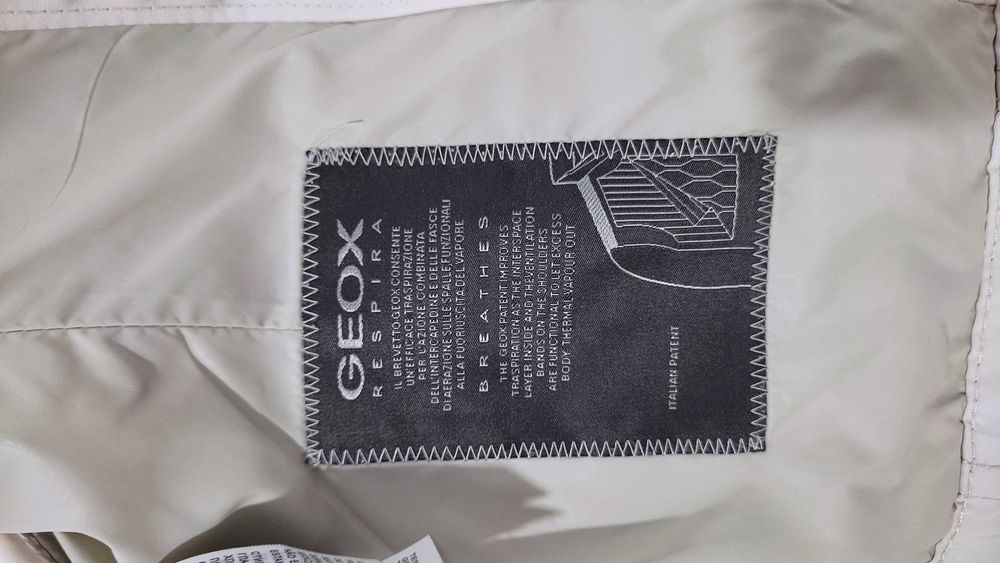 GEOX
RESPIRA
IL BREVETTO GEOX CONSENTE
UN'EFFICACE TRASPIRAZIONE
PER L'AZIONE COMBINATA
DELL'INTERCAPEDINE E DELLE FASCE
DI AERAZIONE SULLE SPALLE, FUNZIONALI
ALLA FUORIUSCITA DEL VAPORE
BREATHES
THE GEOX PATENT IMPROVES
TRASPIRATION AS THE INTERSPACE
LAYER INSIDE AND THE VENTILATION
BANDS ON THE SHOULDERS
ARE FUNCTIONAL TO LET EXCESS
BODY THERMAL VAPOUR OUT
ITALIAN PATENT